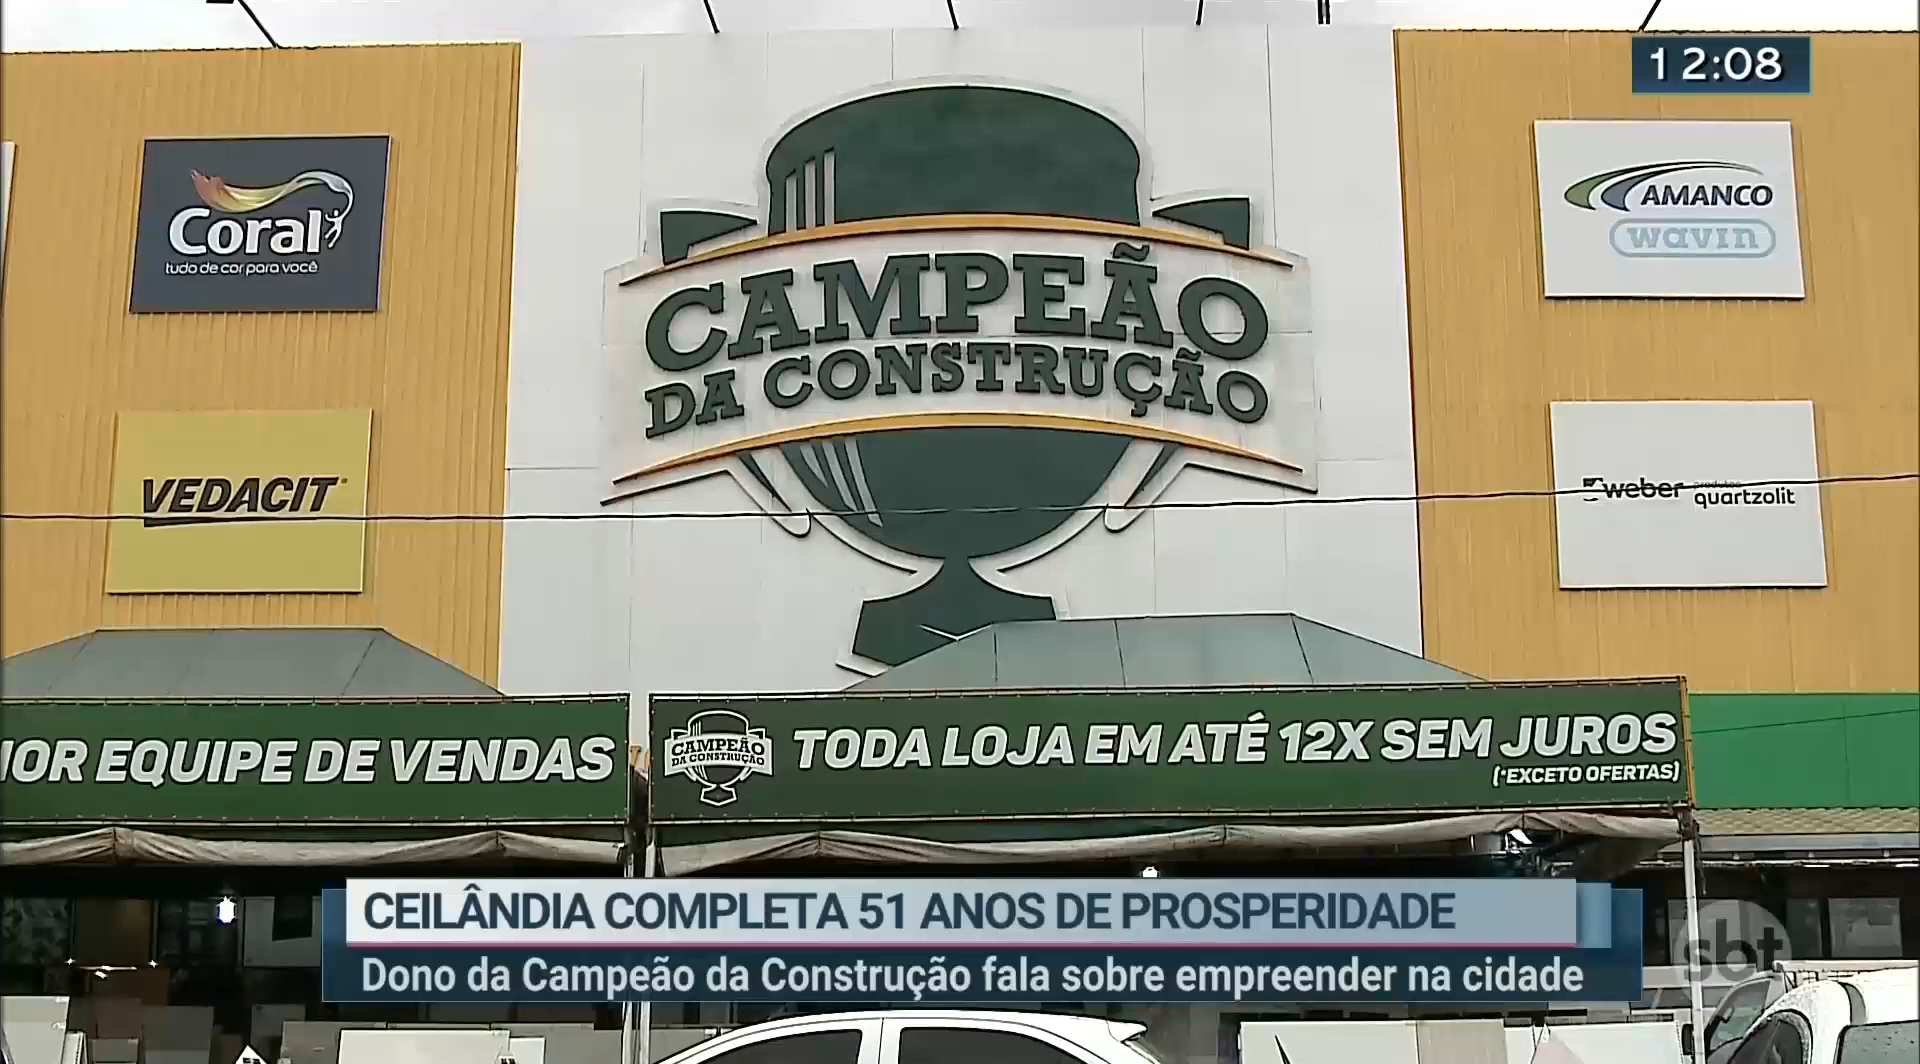 12:08
Coral
tudo de cor para você
AMANCO
wavin
CAMPEÃO
DA CONSTRUÇÃO
VEDACIT
weber produtos
quartzolit
IOR EQUIPE DE VENDAS
CAMPEÃO
DA CONSTRUÇÃO
TODA LOJA EM ATÉ 12X SEM JUROS
(*EXCETO OFERTAS)
CEILÂNDIA COMPLETA 51 ANOS DE PROSPERIDADE
Dono da Campeão da Construção fala sobre empreender na cidade
sbt